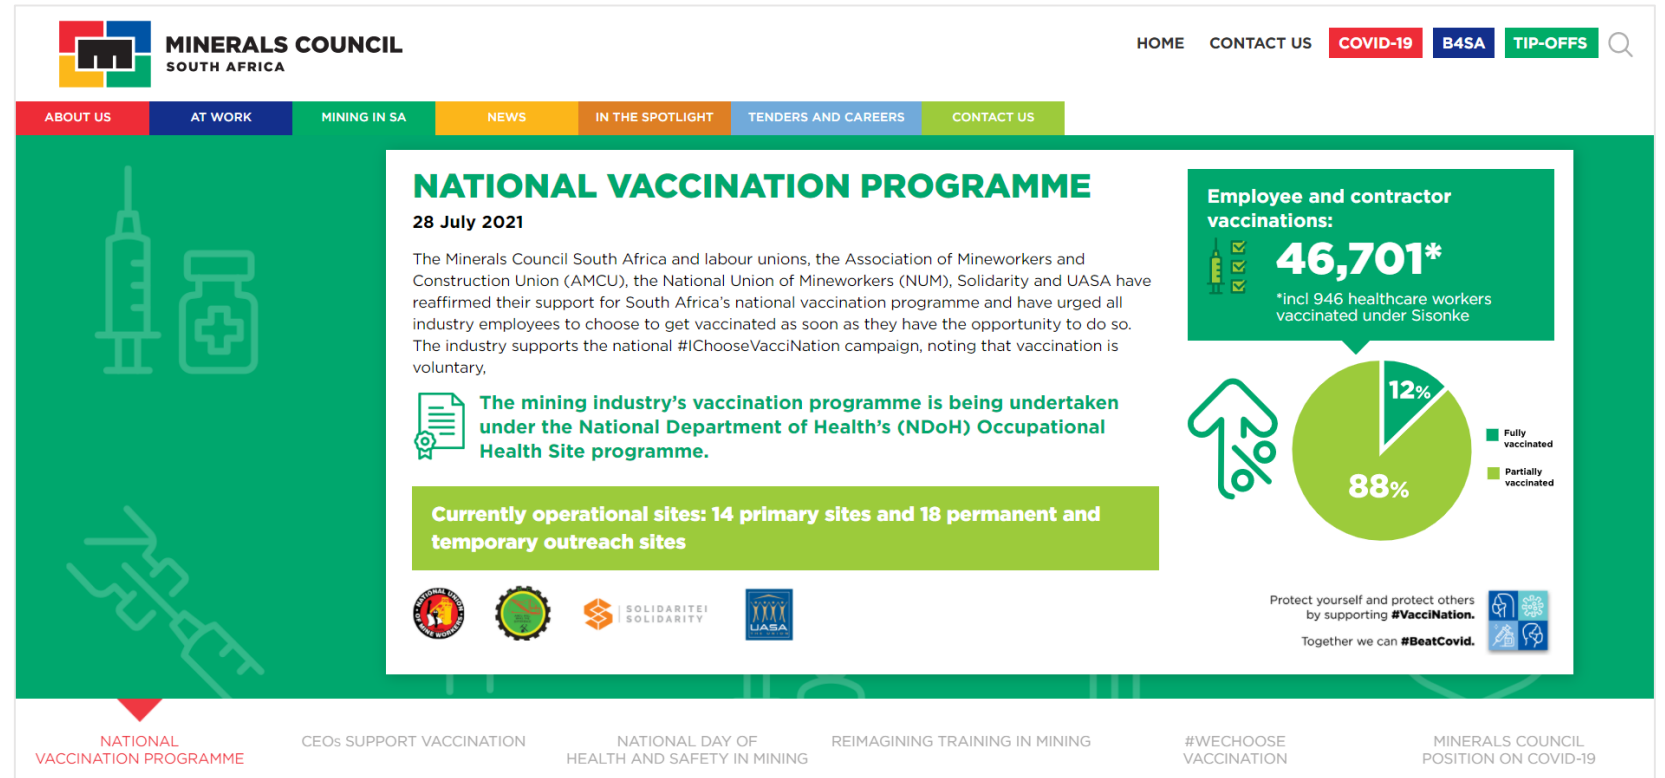 MINERALS COUNCIL
SOUTH AFRICA
HOME
CONTACT US
COVID-19
B4SA
TIP-OFFS
ABOUT US
AT WORK
MINING IN SA
NEWS
IN THE SPOTLIGHT
TENDERS AND CAREERS
CONTACT US
NATIONAL VACCINATION PROGRAMME
28 July 2021
The Minerals Council South Africa and labour unions, the Association of Mineworkers and
Construction Union (AMCU), the National Union of Mineworkers (NUM), Solidarity and UASA have
reaffirmed their support for South Africa's national vaccination programme and have urged all
industry employees to choose to get vaccinated as soon as they have the opportunity to do so.
The industry supports the national #IChooseVacciNation campaign, noting that vaccination is
voluntary,
The mining industry's vaccination programme is being undertaken
under the National Department of Health's (NDoH) Occupational
Health Site programme.
Currently operational sites: 14 primary sites and 18 permanent and
temporary outreach sites
NATIONAL UNION
OF MINE WORKERS
SOLIDARITEI
SOLIDARITY
UASA
THE UNION
Employee and contractor
vaccinations:
46,701*
*incl 946 healthcare workers
vaccinated under Sisonke
12%
88%
Fully
vaccinated
Partially
vaccinated
Protect yourself and protect others
by supporting #VacciNation.
Together we can #BeatCovid.
NATIONAL
VACCINATION PROGRAMME
CEOs SUPPORT VACCINATION
NATIONAL DAY OF
HEALTH AND SAFETY IN MINING
REIMAGINING TRAINING IN MINING
#WECHOOSE
VACCINATION
MINERALS COUNCIL
POSITION ON COVID-19